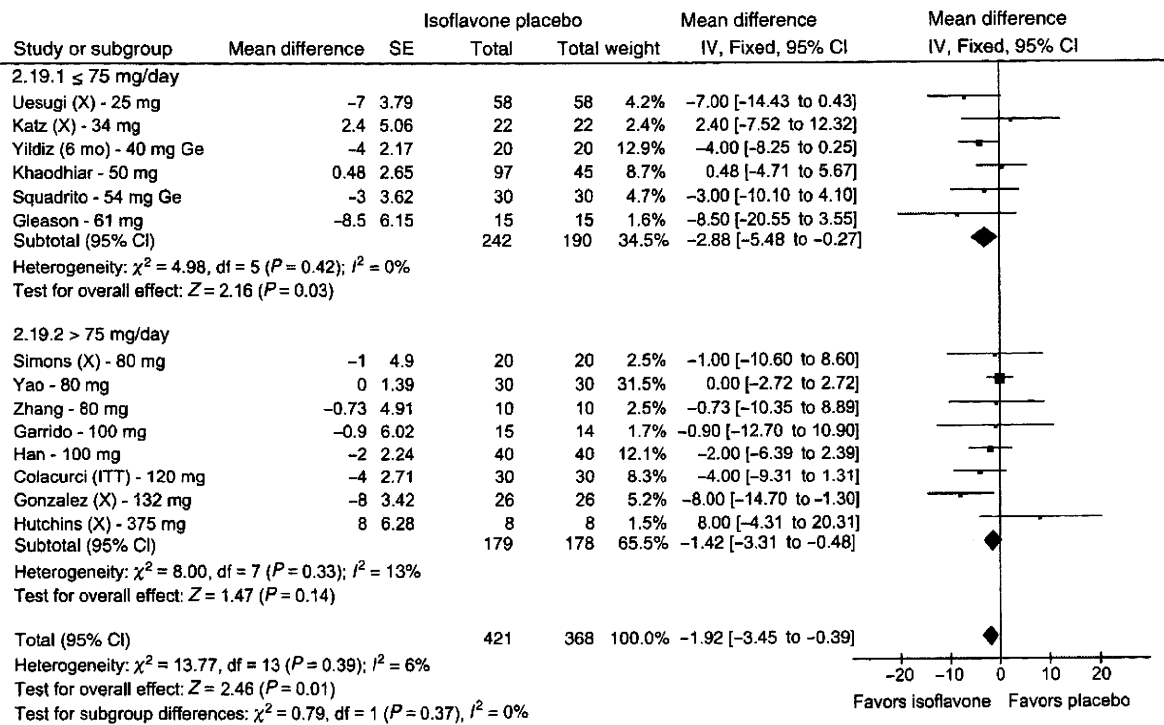 Isoflavone placebo Mean difference Mean difference
Study or subgroup Mean difference SE Total Total weight IV, Fixed, 95% CI IV, Fixed, 95% CI
2.19.1 ≤ 75 mg/day
Uesugi (X) - 25 mg −7 3.79 58 58 4.2% −7.00 [−14.43 to 0.43]
Katz (X) - 34 mg 2.4 5.06 22 22 2.4% 2.40 [−7.52 to 12.32]
Yildiz (6 mo) - 40 mg Ge −4 2.17 20 20 12.9% −4.00 [−8.25 to 0.25]
Khaodhiar - 50 mg 0.48 2.65 97 45 8.7% 0.48 [−4.71 to 5.67]
Squadrito - 54 mg Ge −3 3.62 30 30 4.7% −3.00 [−10.10 to 4.10]
Gleason - 61 mg −8.5 6.15 15 15 1.6% −8.50 [−20.55 to 3.55]
Subtotal (95% CI) 242 190 34.5% −2.88 [−5.48 to −0.27]
Heterogeneity: χ² = 4.98, df = 5 (P = 0.42); I² = 0%
Test for overall effect: Z = 2.16 (P = 0.03)
2.19.2 > 75 mg/day
Simons (X) - 80 mg −1 4.9 20 20 2.5% −1.00 [−10.60 to 8.60]
Yao - 80 mg 0 1.39 30 30 31.5% 0.00 [−2.72 to 2.72]
Zhang - 80 mg −0.73 4.91 10 10 2.5% −0.73 [−10.35 to 8.89]
Garrido - 100 mg −0.9 6.02 15 14 1.7% −0.90 [−12.70 to 10.90]
Han - 100 mg −2 2.24 40 40 12.1% −2.00 [−6.39 to 2.39]
Colacurci (ITT) - 120 mg −4 2.71 30 30 8.3% −4.00 [−9.31 to 1.31]
Gonzalez (X) - 132 mg −8 3.42 26 26 5.2% −8.00 [−14.70 to −1.30]
Hutchins (X) - 375 mg 8 6.28 8 8 1.5% 8.00 [−4.31 to 20.31]
Subtotal (95% CI) 179 178 65.5% −1.42 [−3.31 to −0.48]
Heterogeneity: χ² = 8.00, df = 7 (P = 0.33); I² = 13%
Test for overall effect: Z = 1.47 (P = 0.14)
Total (95% CI) 421 368 100.0% −1.92 [−3.45 to −0.39]
Heterogeneity: χ² = 13.77, df = 13 (P = 0.39); I² = 6%
Test for overall effect: Z = 2.46 (P = 0.01)
Test for subgroup differences: χ² = 0.79, df = 1 (P = 0.37), I² = 0%
−20 −10 0 10 20
Favors isoflavone Favors placebo